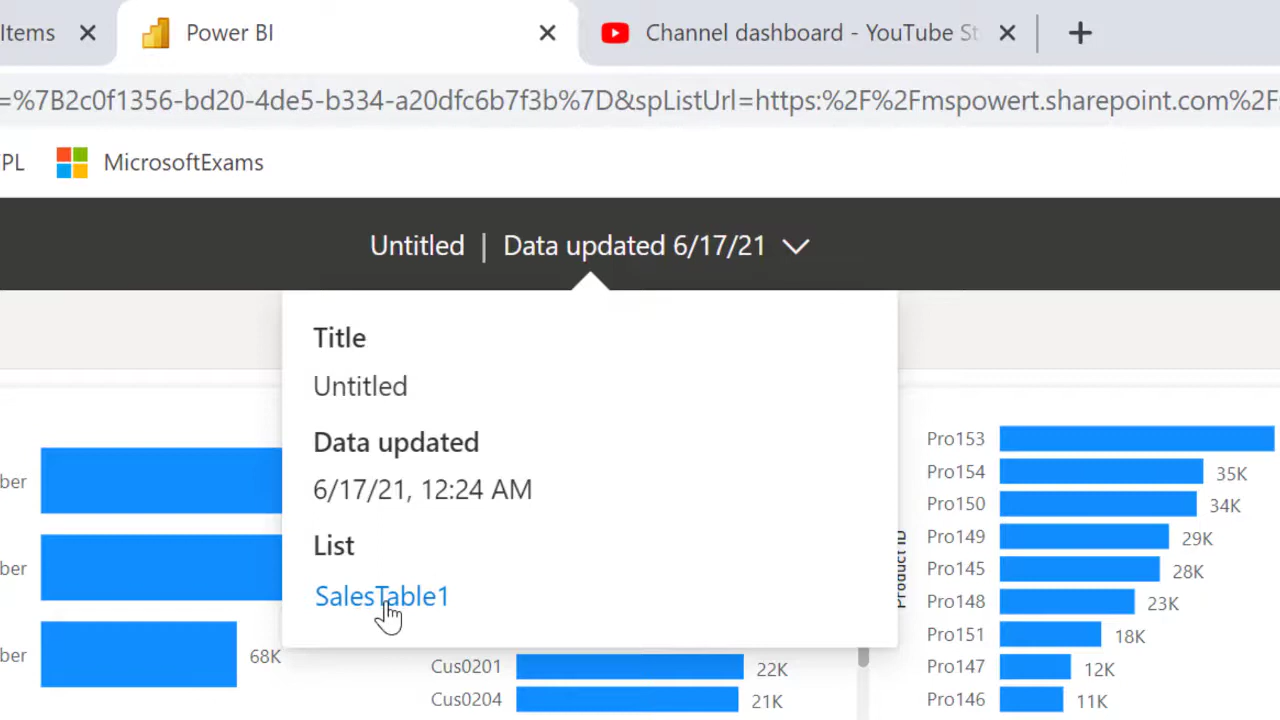 Items
Power BI
Channel dashboard - YouTube St
=%7B2c0f1356-bd20-4de5-b334-a20dfc6b7f3b%7D&spListUrl=https:%2F%2Fmspowert.sharepoint.com%2F
PL
MicrosoftExams
Untitled | Data updated 6/17/21
Title
Untitled
Data updated
6/17/21, 12:24 AM
List
SalesTable1
ber
ber
ber
68K
Cus0201
22K
Cus0204
21K
Product ID
Pro153
Pro154
35K
Pro150
34K
Pro149
29K
Pro145
28K
Pro148
23K
Pro151
18K
Pro147
12K
Pro146
11K